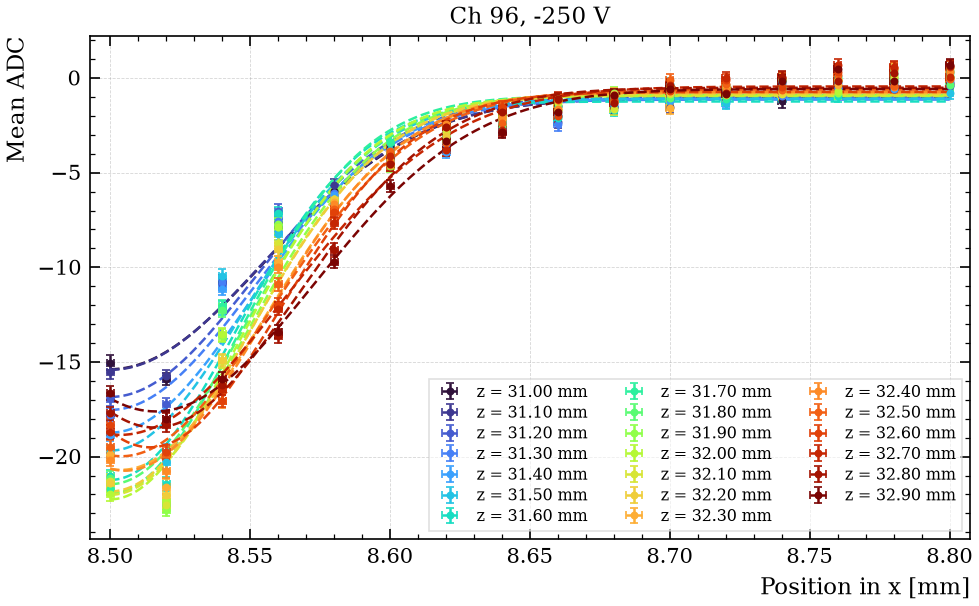 Ch 96, -250 V
Mean ADC
0
−5
−10
−15
−20
z = 31.00 mm
z = 31.10 mm
z = 31.20 mm
z = 31.30 mm
z = 31.40 mm
z = 31.50 mm
z = 31.60 mm
z = 31.70 mm
z = 31.80 mm
z = 31.90 mm
z = 32.00 mm
z = 32.10 mm
z = 32.20 mm
z = 32.30 mm
z = 32.40 mm
z = 32.50 mm
z = 32.60 mm
z = 32.70 mm
z = 32.80 mm
z = 32.90 mm
8.50 8.55 8.60 8.65 8.70 8.75 8.80
Position in x [mm]